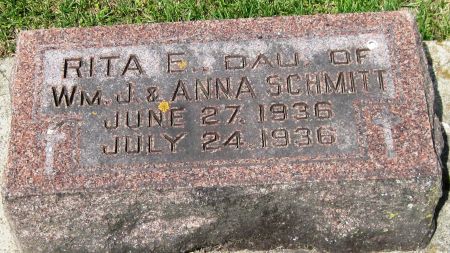 RITA E., DAU. OF
WM. J. & ANNA SCHMITT
JUNE 27, 1936
JULY 24, 1936